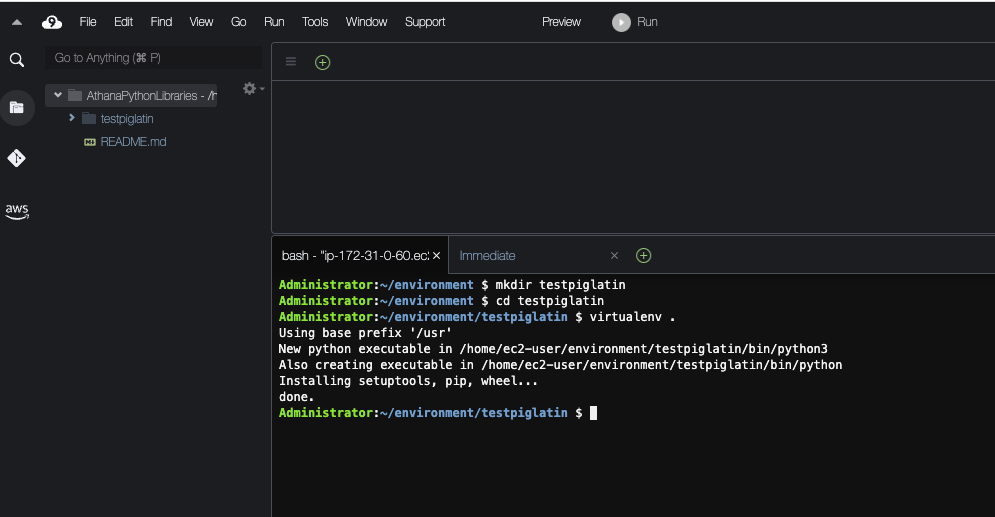 File Edit Find View Go Run Tools Window Support Preview Run
Go to Anything (⌘ P)
AthanaPythonLibraries - /h
testpiglatin
README.md
aws
bash - "ip-172-31-0-60.ec2 × Immediate ×
Administrator:~/environment $ mkdir testpiglatin
Administrator:~/environment $ cd testpiglatin
Administrator:~/environment/testpiglatin $ virtualenv .
Using base prefix '/usr'
New python executable in /home/ec2-user/environment/testpiglatin/bin/python3
Also creating executable in /home/ec2-user/environment/testpiglatin/bin/python
Installing setuptools, pip, wheel...
done.
Administrator:~/environment/testpiglatin $